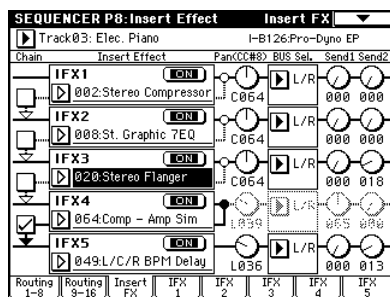 SEQUENCER P8:Insert Effect Insert FX
Track03: Elec. Piano I-B126:Pro-Dyno EP
Chain Insert Effect Pan(CC#8) BUS Sel. Send1 Send2
IFX1 ON L/R
002:Stereo Compressor C064 000 000
IFX2 ON L/R
008:St. Graphic 7EQ C064 000 000
IFX3 ON L/R
020:Stereo Flanger C064 000 018
IFX4 ON L/R
064:Comp - Amp Sim L039
IFX5 ON L/R
049:L/C/R BPM Delay L036 000 013
Routing 1-8 Routing 9-16 Insert FX IFX 1 IFX 2 IFX 3 IFX 4 IFX 5